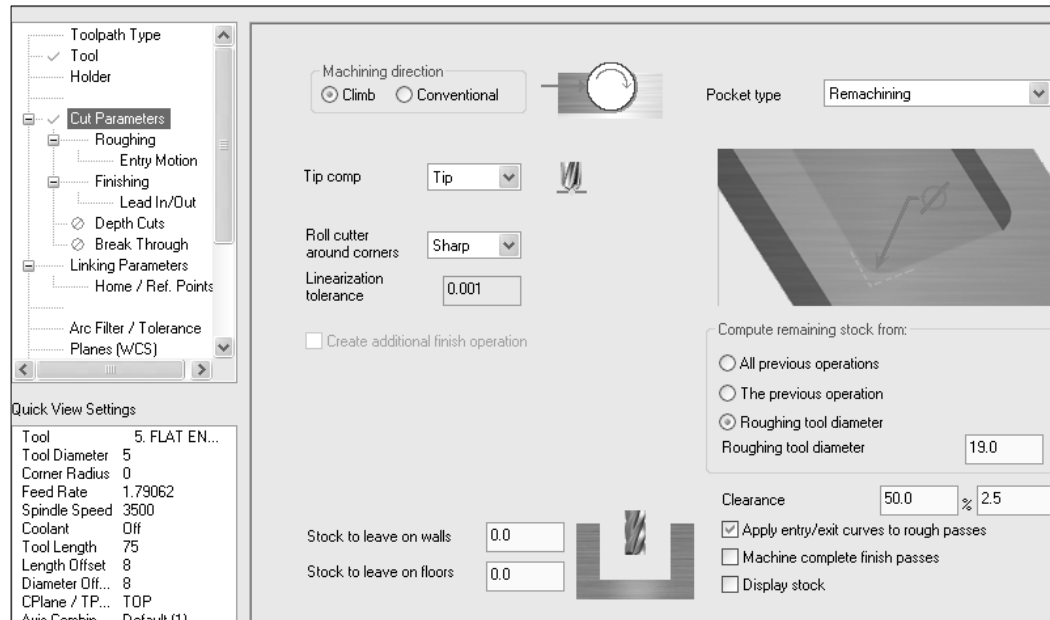 Toolpath Type
Tool
Holder
Cut Parameters
Roughing
Entry Motion
Finishing
Lead In/Out
Depth Cuts
Break Through
Linking Parameters
Home / Ref. Points
Arc Filter / Tolerance
Planes (WCS)
Quick View Settings
Tool 5. FLAT EN...
Tool Diameter 5
Corner Radius 0
Feed Rate 1.79062
Spindle Speed 3500
Coolant Off
Tool Length 75
Length Offset 8
Diameter Off... 8
CPlane / TP... TOP
Axis Combin... Default (1)
Machining direction
Climb Conventional
Tip comp Tip
Roll cutter
around corners Sharp
Linearization
tolerance 0.001
Create additional finish operation
Stock to leave on walls 0.0
Stock to leave on floors 0.0
Pocket type Remachining
Compute remaining stock from:
All previous operations
The previous operation
Roughing tool diameter
Roughing tool diameter 19.0
Clearance 50.0 % 2.5
Apply entry/exit curves to rough passes
Machine complete finish passes
Display stock